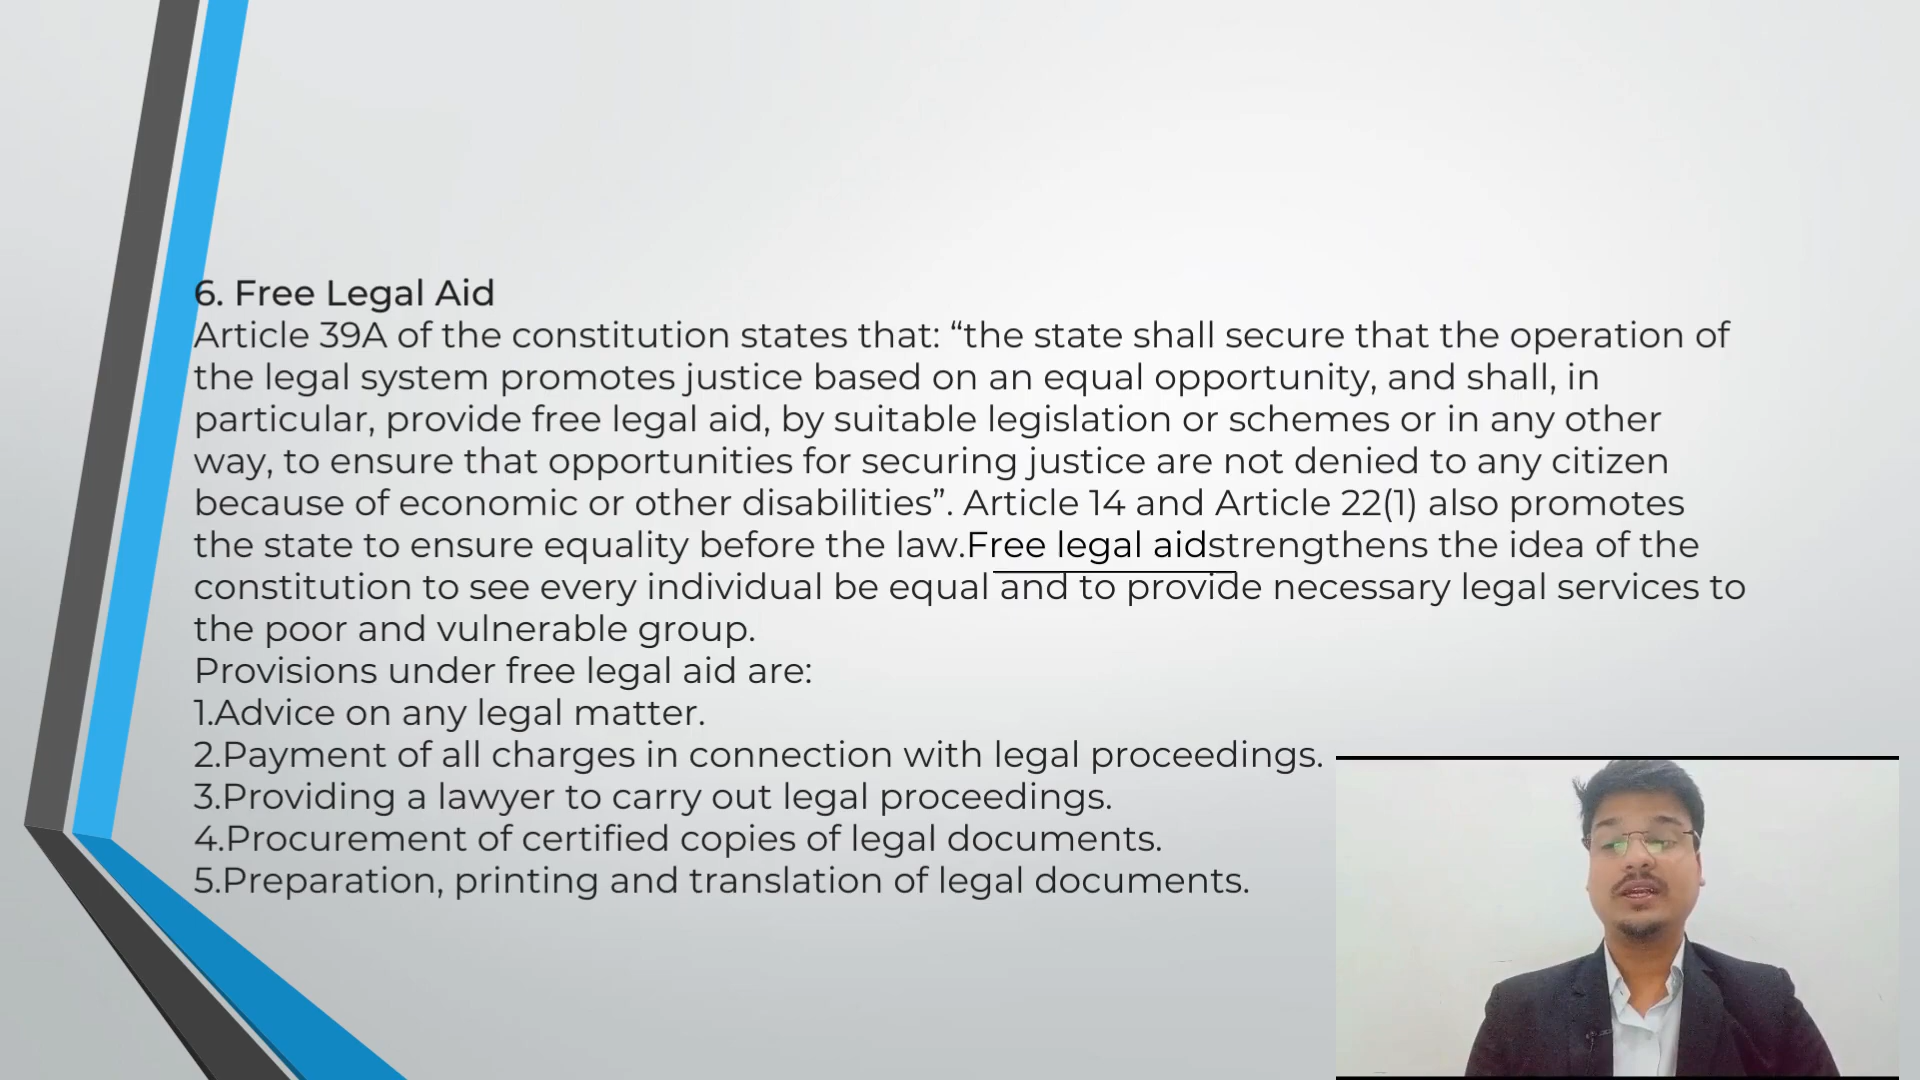 6. Free Legal Aid
Article 39A of the constitution states that: “the state shall secure that the operation of
the legal system promotes justice based on an equal opportunity, and shall, in
particular, provide free legal aid, by suitable legislation or schemes or in any other
way, to ensure that opportunities for securing justice are not denied to any citizen
because of economic or other disabilities”. Article 14 and Article 22(1) also promotes
the state to ensure equality before the law.Free legal aidstrengthens the idea of the
constitution to see every individual be equal and to provide necessary legal services to
the poor and vulnerable group.
Provisions under free legal aid are:
1.Advice on any legal matter.
2.Payment of all charges in connection with legal proceedings.
3.Providing a lawyer to carry out legal proceedings.
4.Procurement of certified copies of legal documents.
5.Preparation, printing and translation of legal documents.